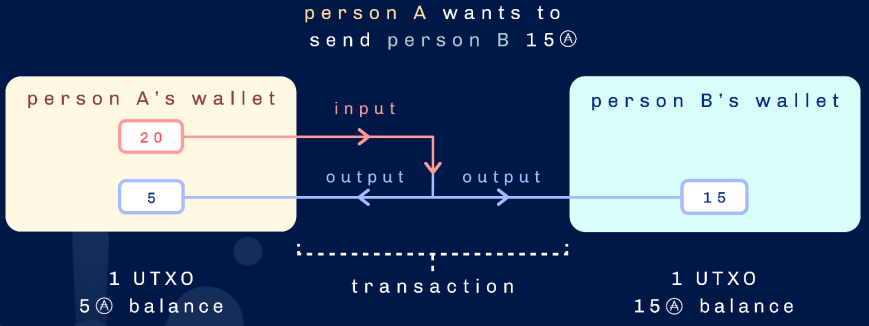 person A wants to
send person B 15Ⓐ
person A's wallet
person B's wallet
input
20
output
output
5
15
transaction
1 UTXO
5Ⓐ balance
1 UTXO
15Ⓐ balance